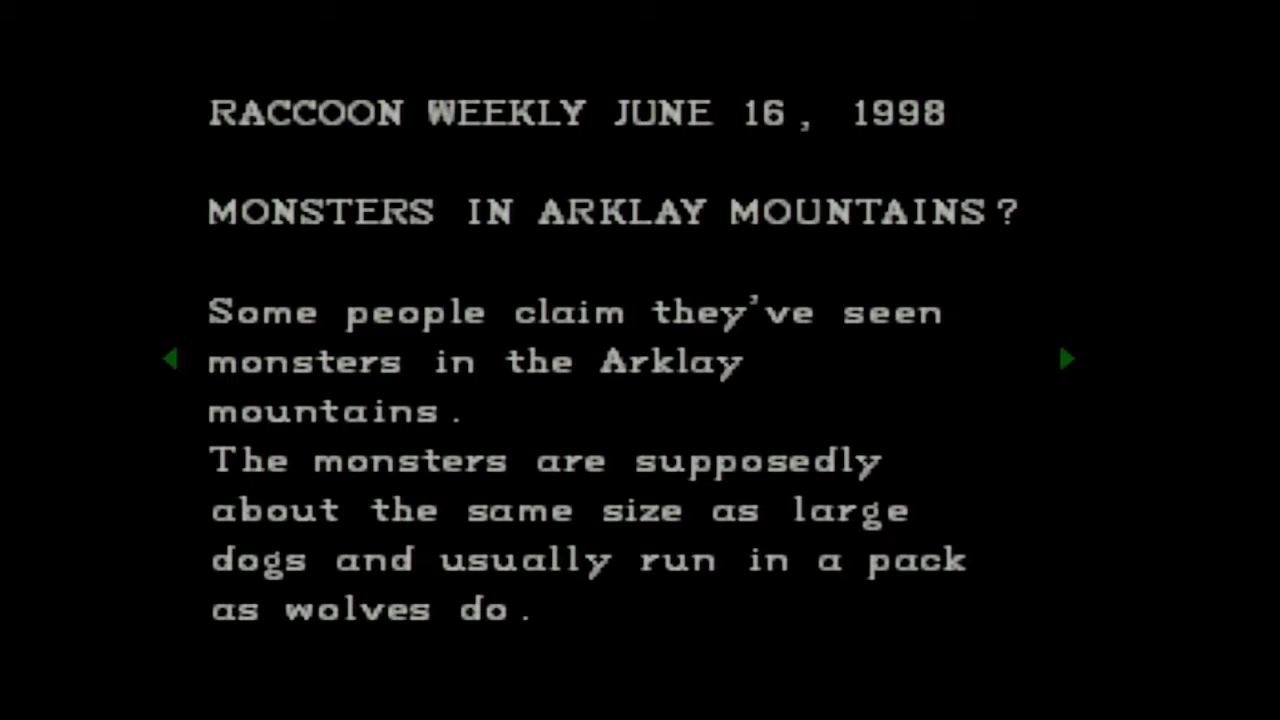 RACCOON WEEKLY JUNE 16, 1998
MONSTERS IN ARKLAY MOUNTAINS?
Some people claim they've seen
monsters in the Arklay
mountains.
The monsters are supposedly
about the same size as large
dogs and usually run in a pack
as wolves do.